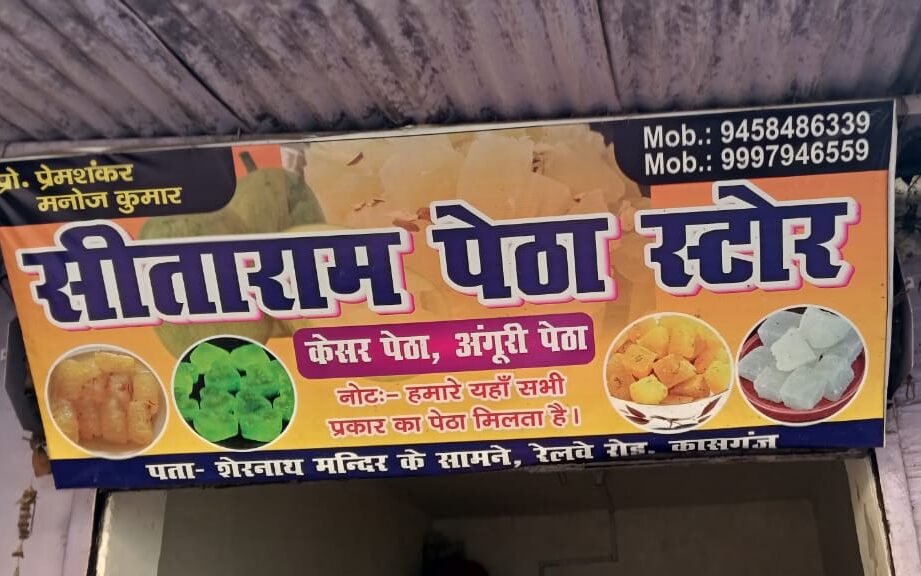 प्रो. प्रेमशंकर
मनोज कुमार
Mob.: 9458486339
Mob.: 9997946559
सीताराम पेठा स्टोर
केसर पेठा, अंगूरी पेठा
नोटः- हमारे यहाँ सभी
प्रकार का पेठा मिलता है।
पता- शेरनाथ मन्दिर के सामने, रेलवे रोड, कासगंज